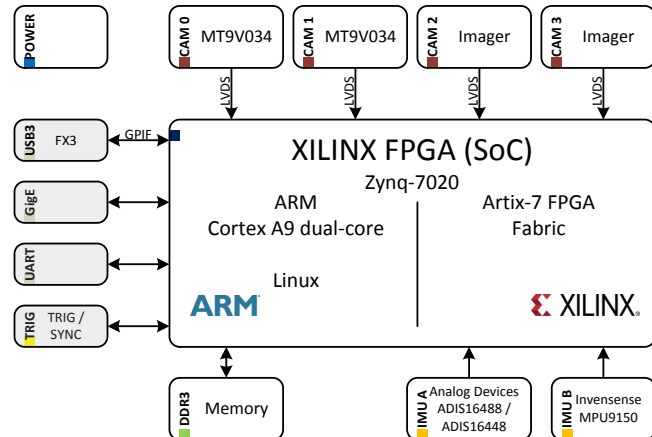 POWER
CAM 0
MT9V034
CAM 1
MT9V034
CAM 2
Imager
CAM 3
Imager
LVDS
LVDS
LVDS
LVDS
USB3
FX3
GPIF
GigE
UART
TRIG
TRIG /
SYNC
XILINX FPGA (SoC)
Zynq-7020
ARM
Cortex A9 dual-core
Linux
ARM
Artix-7 FPGA
Fabric
XILINX®
DDR3
Memory
IMU A
Analog Devices
ADIS16488 /
ADIS16448
IMU B
Invensense
MPU9150